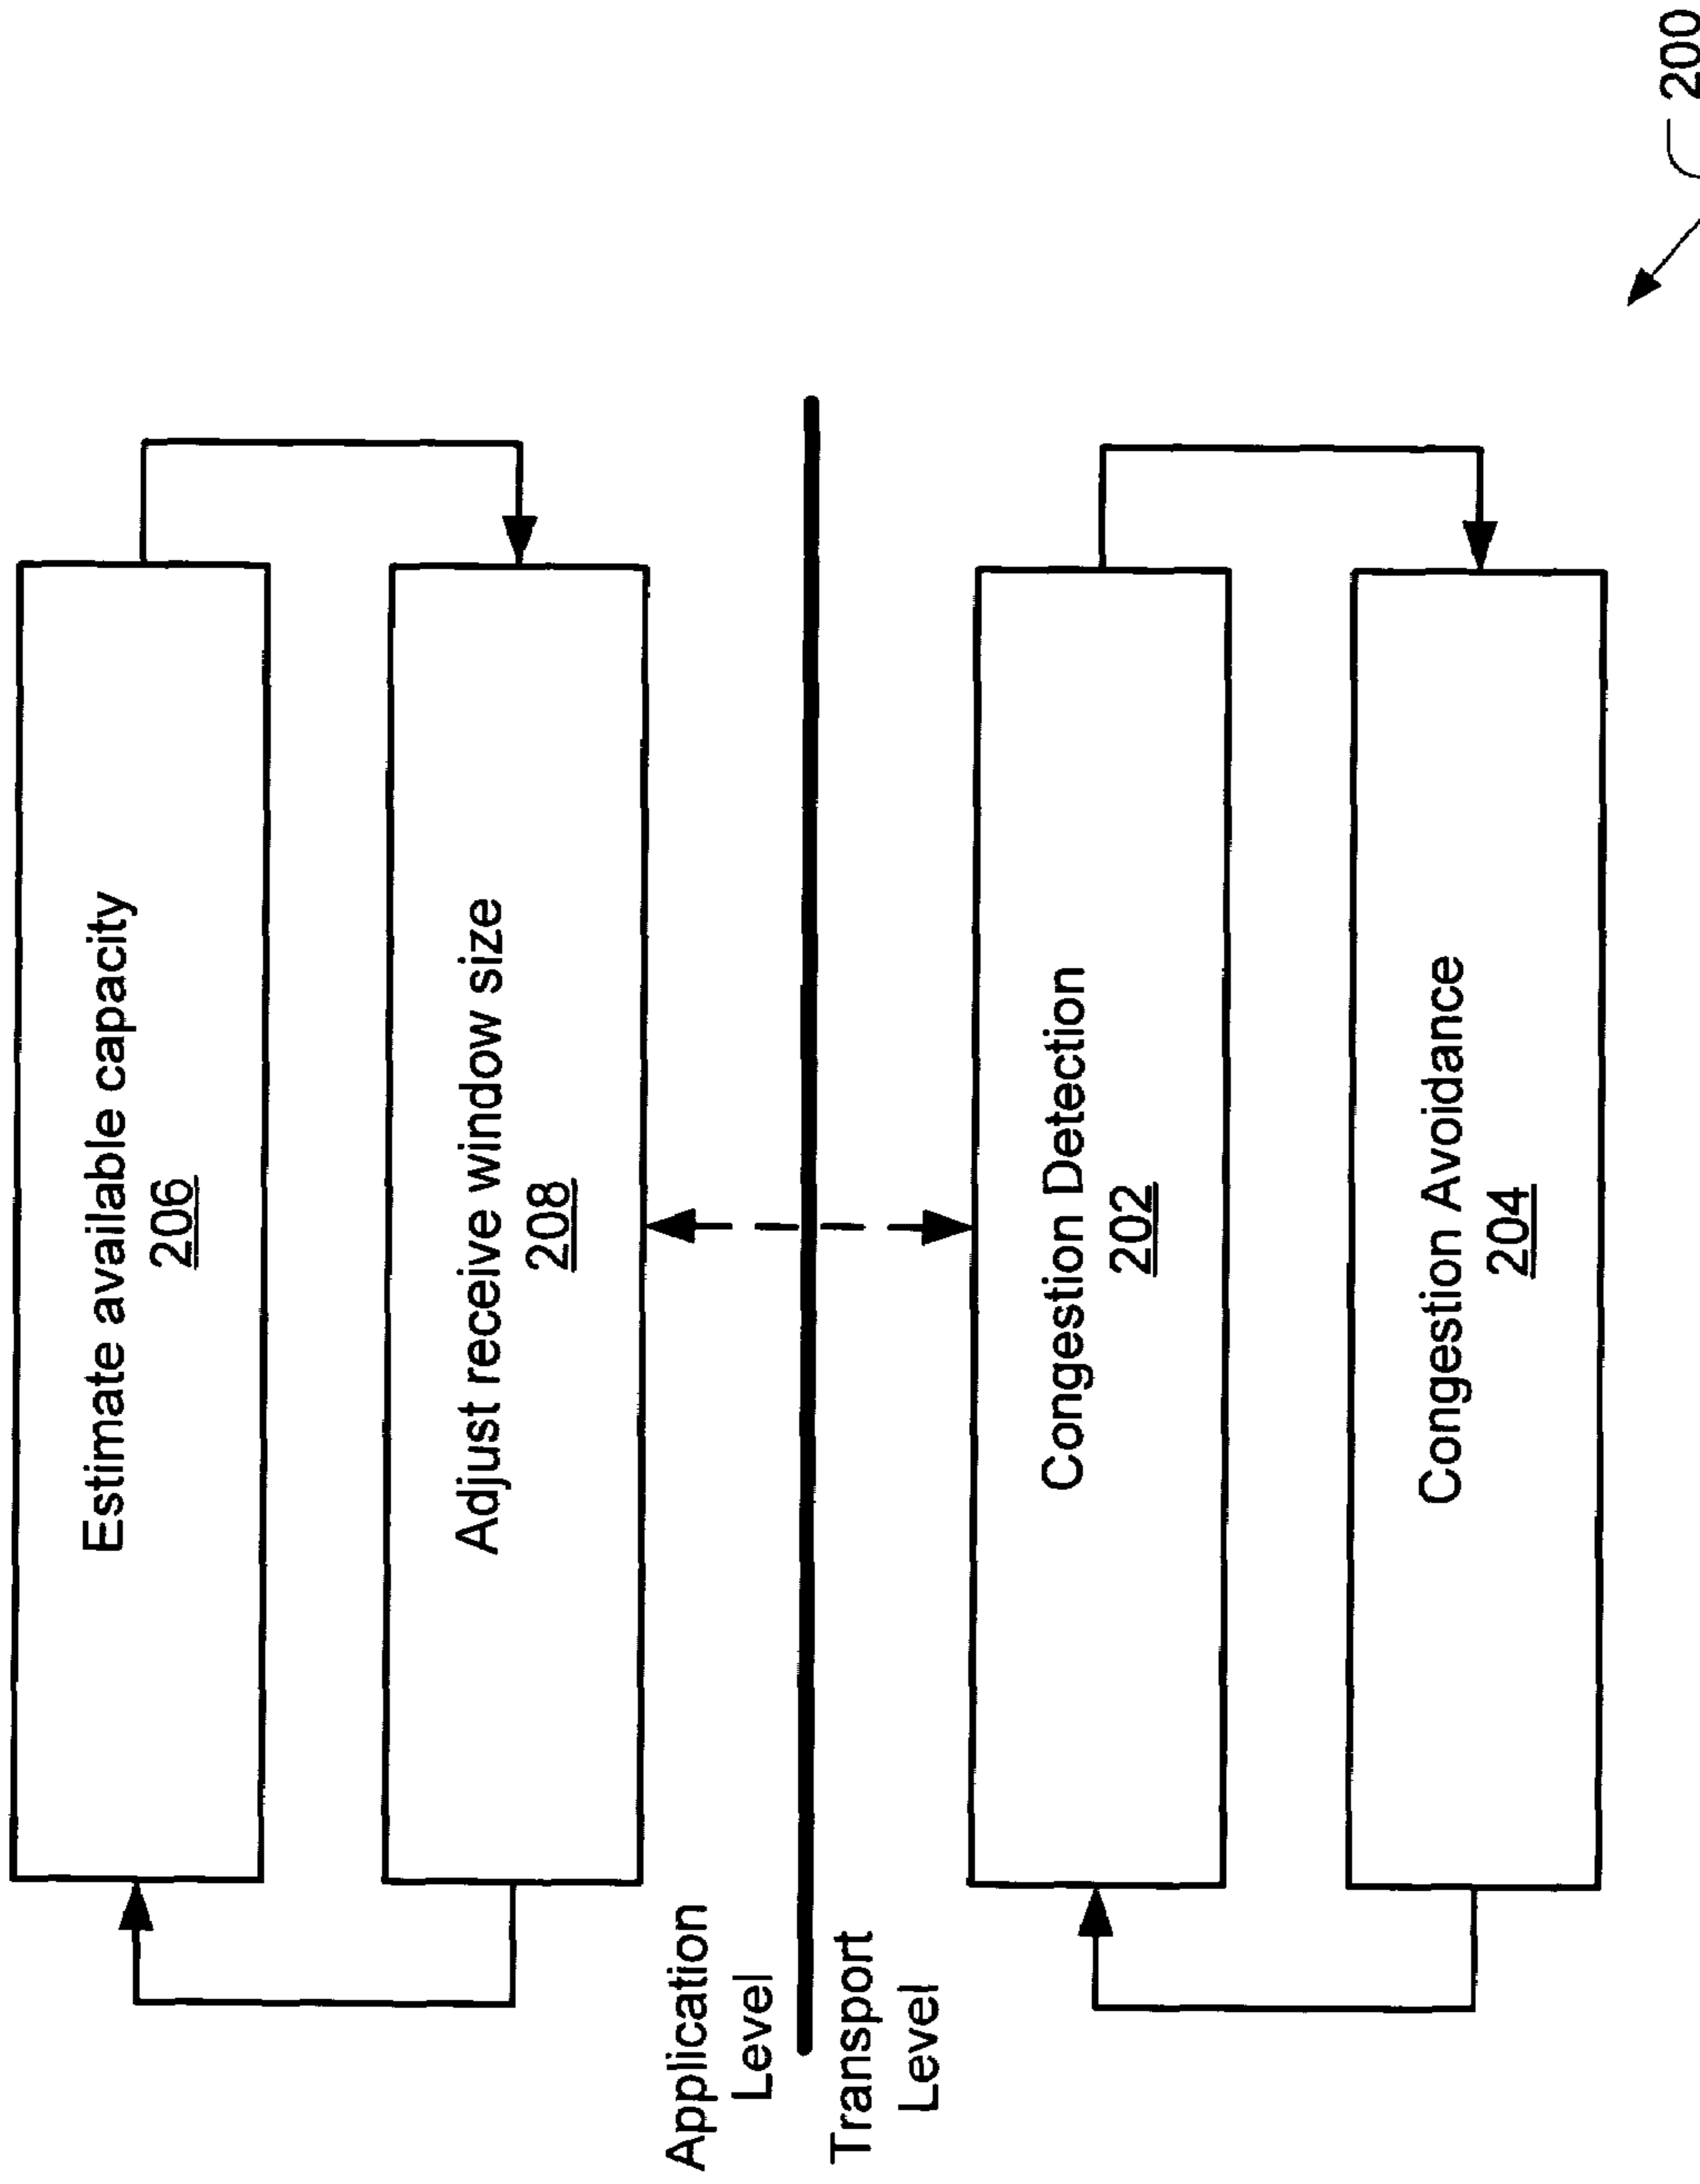 Estimate available capacity
206
Adjust receive window size
208
Application
Level
Transport
Level
Congestion Detection
202
Congestion Avoidance
204
200